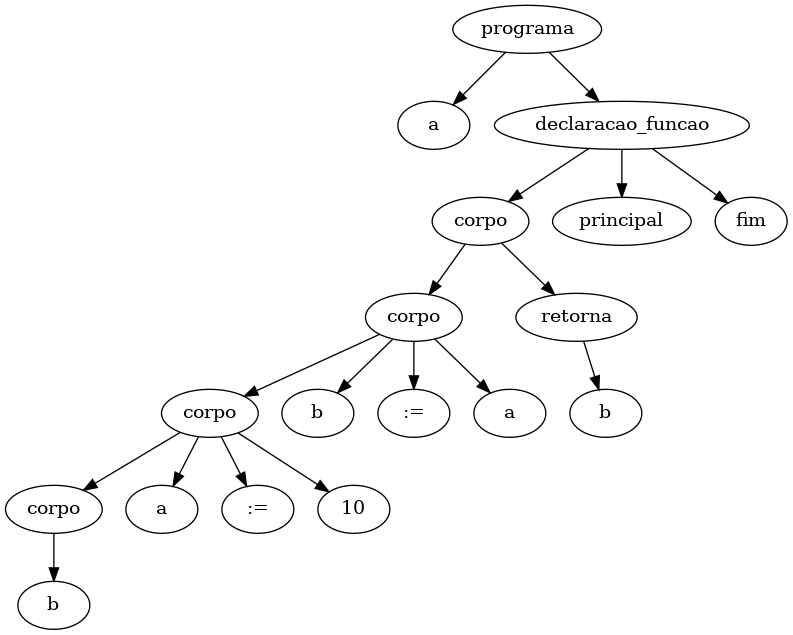 programa
a
declaracao_funcao
corpo
principal
fim
corpo
retorna
corpo
b
:=
a
b
corpo
a
:=
10
b